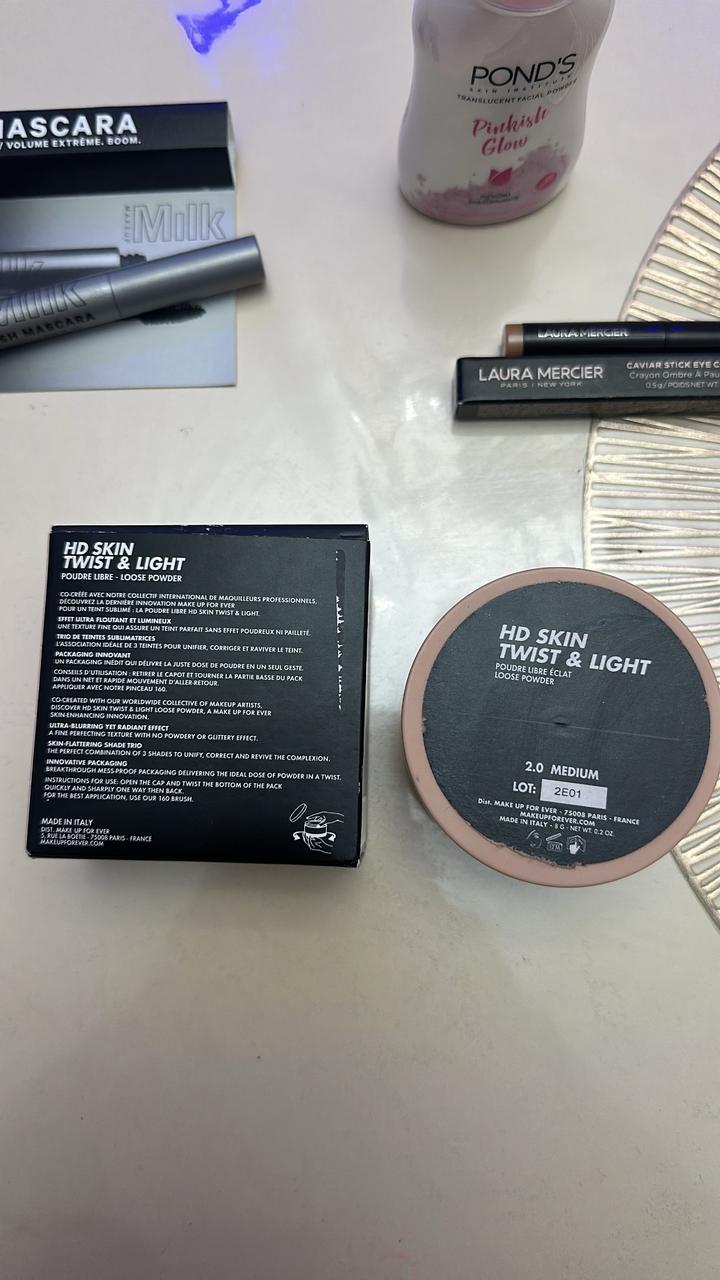 POND'S
SKIN INSTITUTE
TRANSLUCENT FACIAL POWDER
Pinkish
Glow
MASCARA
VOLUME EXTRÊME. BOOM.
Milk
MAKEUP
Milk
SH MASCARA
LAURA MERCIER
LAURA MERCIER
PARIS | NEW YORK
CAVIAR STICK EYE C
Crayon Ombre À Pau
0.5g/POIDS NET WT
HD SKIN
TWIST & LIGHT
POUDRE LIBRE - LOOSE POWDER
CO-CRÉÉE AVEC NOTRE COLLECTIF INTERNATIONAL DE MAQUILLEURS PROFESSIONNELS,
DÉCOUVREZ LA DERNIÈRE INNOVATION MAKE UP FOR EVER
POUR UN TEINT SUBLIMÉ : LA POUDRE LIBRE HD SKIN TWIST & LIGHT.
EFFET ULTRA FLOUTANT ET LUMINEUX
UNE TEXTURE FINE QUI ASSURE UN TEINT PARFAIT SANS EFFET POUDREUX NI PAILLETÉ.
TRIO DE TEINTES SUBLIMATRICES
L'ASSOCIATION IDÉALE DE 3 TEINTES POUR UNIFIER, CORRIGER ET RAVIVER LE TEINT.
PACKAGING INNOVANT
UN PACKAGING INÉDIT QUI DÉLIVRE LA JUSTE DOSE DE POUDRE EN UN SEUL GESTE.
CONSEILS D'UTILISATION : RETIRER LE CAPOT ET TOURNER LA PARTIE BASSE DU PACK
DANS UN NET ET RAPIDE MOUVEMENT D'ALLER-RETOUR.
APPLIQUER AVEC NOTRE PINCEAU 160.
CO-CREATED WITH OUR WORLDWIDE COLLECTIVE OF MAKEUP ARTISTS,
DISCOVER HD SKIN TWIST & LIGHT LOOSE POWDER, A MAKE UP FOR EVER
SKIN-ENHANCING INNOVATION.
ULTRA-BLURRING YET RADIANT EFFECT
A FINE PERFECTING TEXTURE WITH NO POWDERY OR GLITTERY EFFECT.
SKIN-FLATTERING SHADE TRIO
THE PERFECT COMBINATION OF 3 SHADES TO UNIFY, CORRECT AND REVIVE THE COMPLEXION.
INNOVATIVE PACKAGING
BREAKTHROUGH MESS-PROOF PACKAGING DELIVERING THE IDEAL DOSE OF POWDER IN A TWIST.
INSTRUCTIONS FOR USE: OPEN THE CAP AND TWIST THE BOTTOM OF THE PACK
QUICKLY AND SHARPLY ONE WAY THEN BACK.
FOR THE BEST APPLICATION, USE OUR 160 BRUSH.
MADE IN ITALY
DIST. MAKE UP FOR EVER
5, RUE LA BOÉTIE - 75008 PARIS - FRANCE
MAKEUPFOREVER.COM
HD SKIN
TWIST & LIGHT
POUDRE LIBRE ÉCLAT
LOOSE POWDER
2.0 MEDIUM
LOT: 2E01
Dist. MAKE UP FOR EVER - 75008 PARIS - FRANCE
MAKEUPFOREVER.COM
MADE IN ITALY - 8 G - NET WT. 0.2 OZ.
12 M